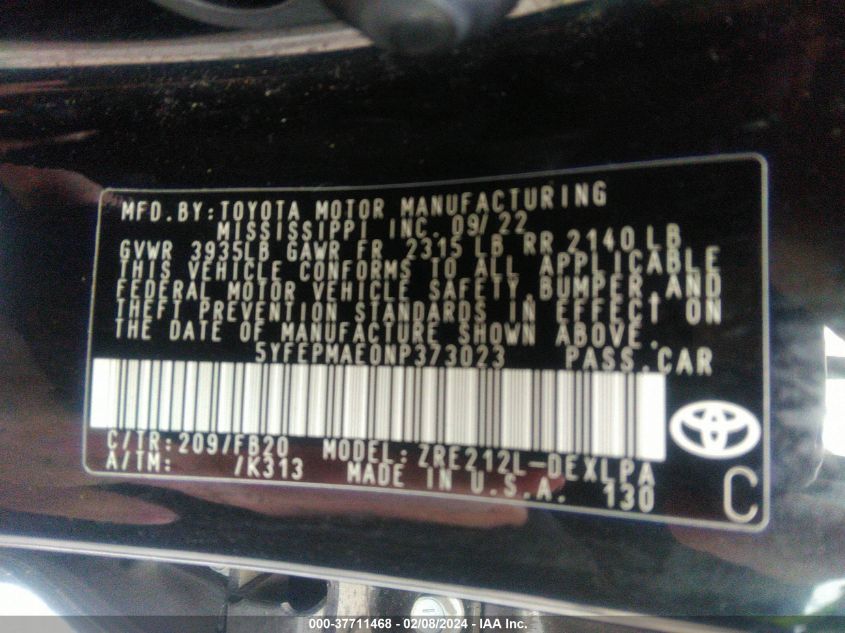 MFD.BY:TOYOTA MOTOR MANUFACTURING
MISSISSIPPI INC. 09/22
GVWR 3935LB GAWR FR 2315 LB RR 2140 LB
THIS VEHICLE CONFORMS TO ALL APPLICABLE
FEDERAL MOTOR VEHICLE SAFETY, BUMPER, AND
THEFT PREVENTION STANDARDS IN EFFECT ON
THE DATE OF MANUFACTURE SHOWN ABOVE.
5YFEPMAE0NP373023 PASS.CAR
C/TR:209/FB20 MODEL:ZRE212L-DEXLPA
A/TM: /K313 MADE IN U.S.A. 130
C
000-37711468 - 02/08/2024 - IAA Inc.